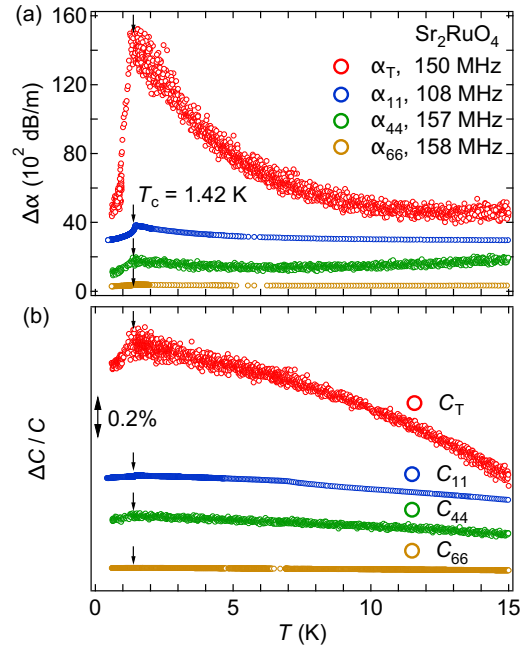 (a)
Sr₂RuO₄
α_T, 150 MHz
α₁₁, 108 MHz
α₄₄, 157 MHz
α₆₆, 158 MHz
160
120
80
40
0
Δα (10² dB/m)
T_c = 1.42 K
(b)
0.2%
C_T
C₁₁
C₄₄
C₆₆
ΔC / C
0 5 10 15
T (K)